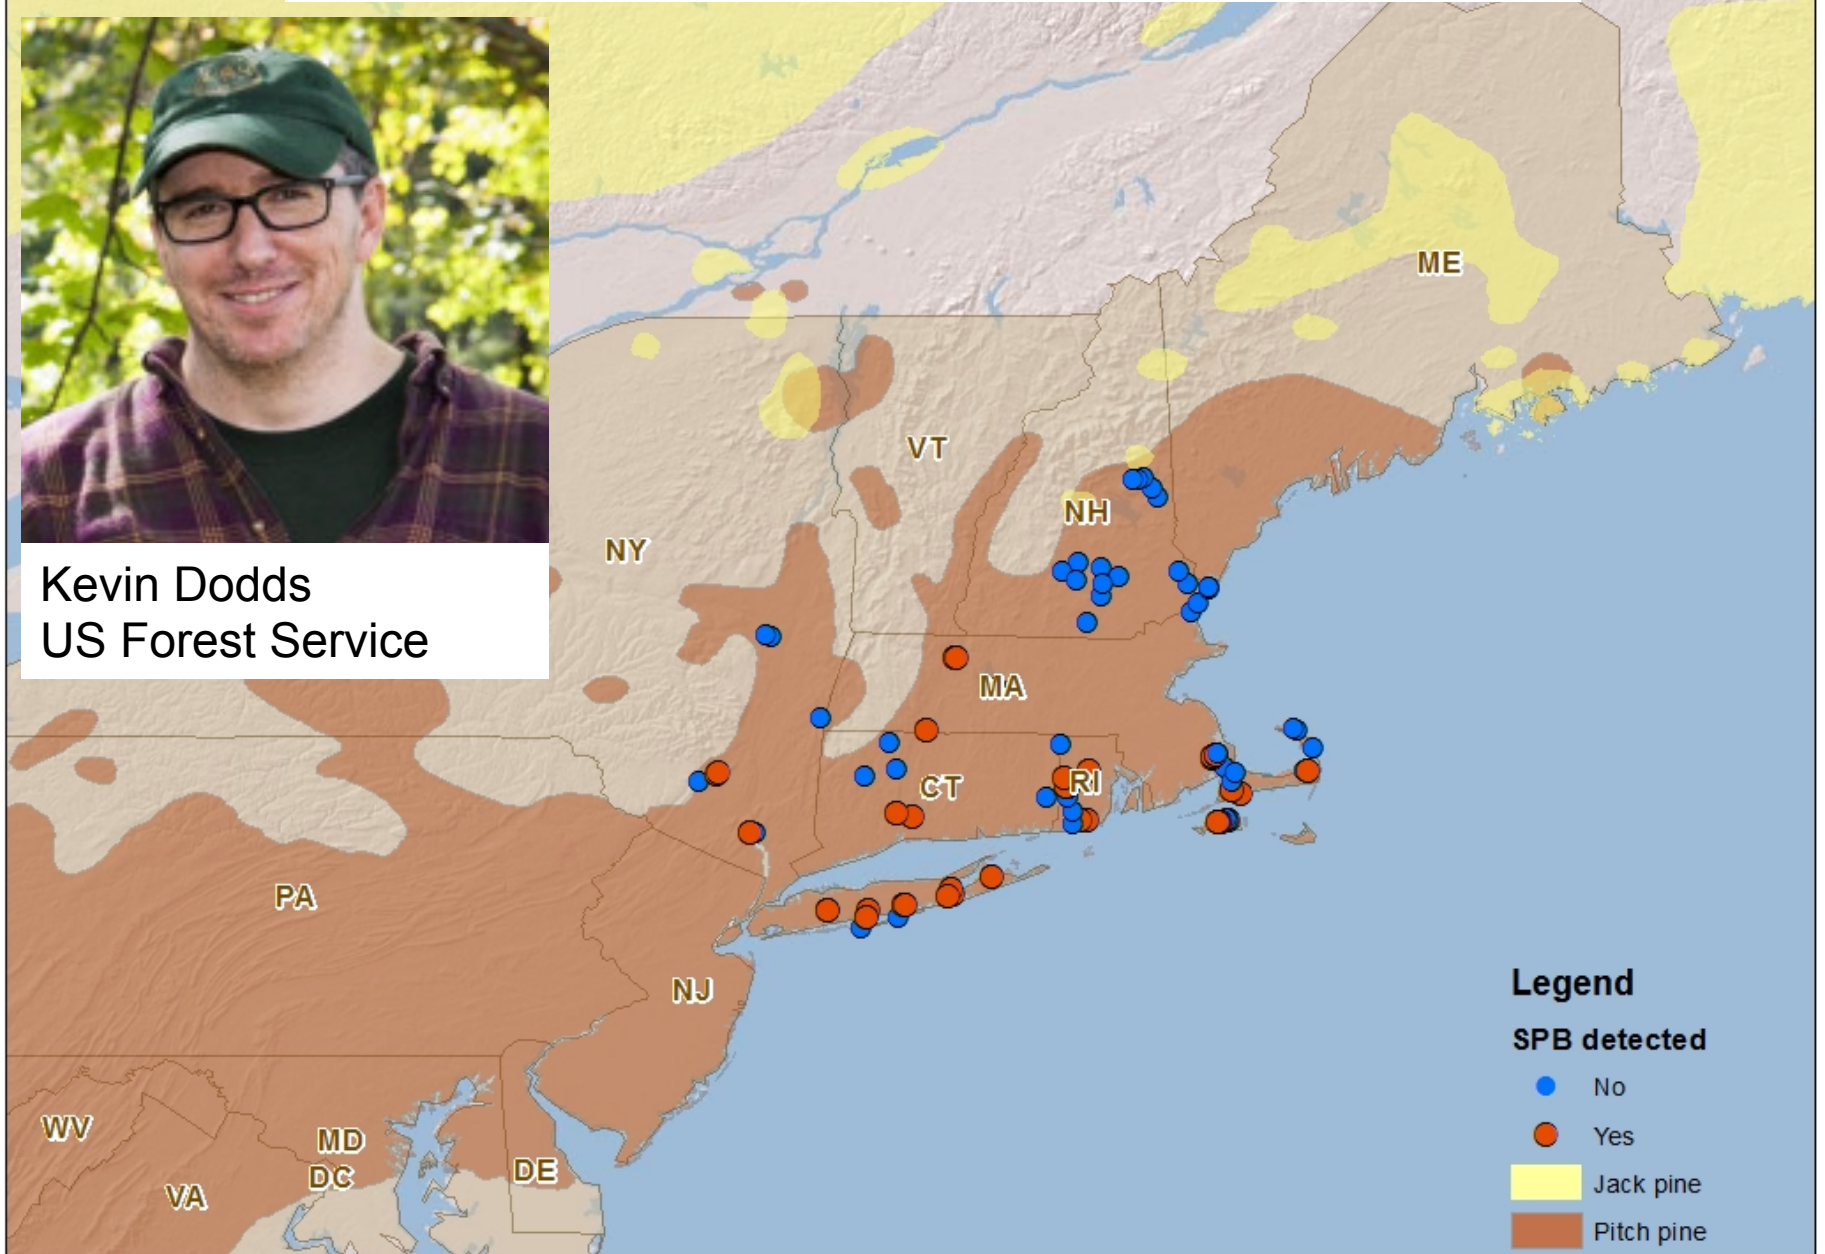 Kevin Dodds
US Forest Service
ME
VT
NH
NY
MA
CT
RI
PA
NJ
WV
MD
DC
DE
VA
Legend
SPB detected
No
Yes
Jack pine
Pitch pine